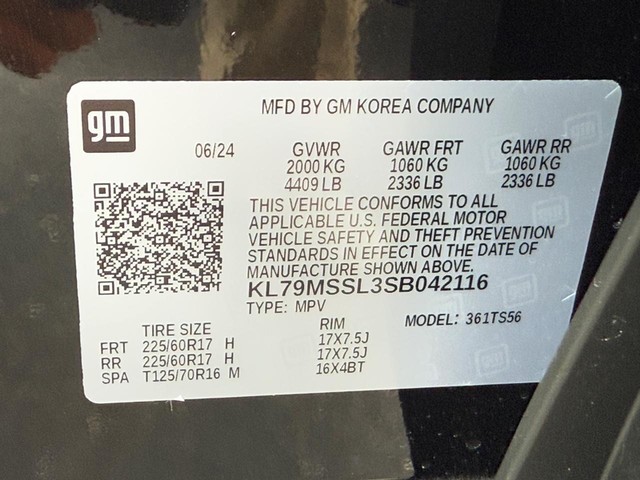 gm
MFD BY GM KOREA COMPANY
06/24 GVWR GAWR FRT GAWR RR
2000 KG 1060 KG 1060 KG
4409 LB 2336 LB 2336 LB
THIS VEHICLE CONFORMS TO ALL
APPLICABLE U.S. FEDERAL MOTOR
VEHICLE SAFETY AND THEFT PREVENTION
STANDARDS IN EFFECT ON THE DATE OF
MANUFACTURE SHOWN ABOVE.
KL79MSSL3SB042116
TYPE: MPV MODEL: 361TS56
TIRE SIZE RIM
FRT 225/60R17 H 17X7.5J
RR 225/60R17 H 17X7.5J
SPA T125/70R16 M 16X4BT